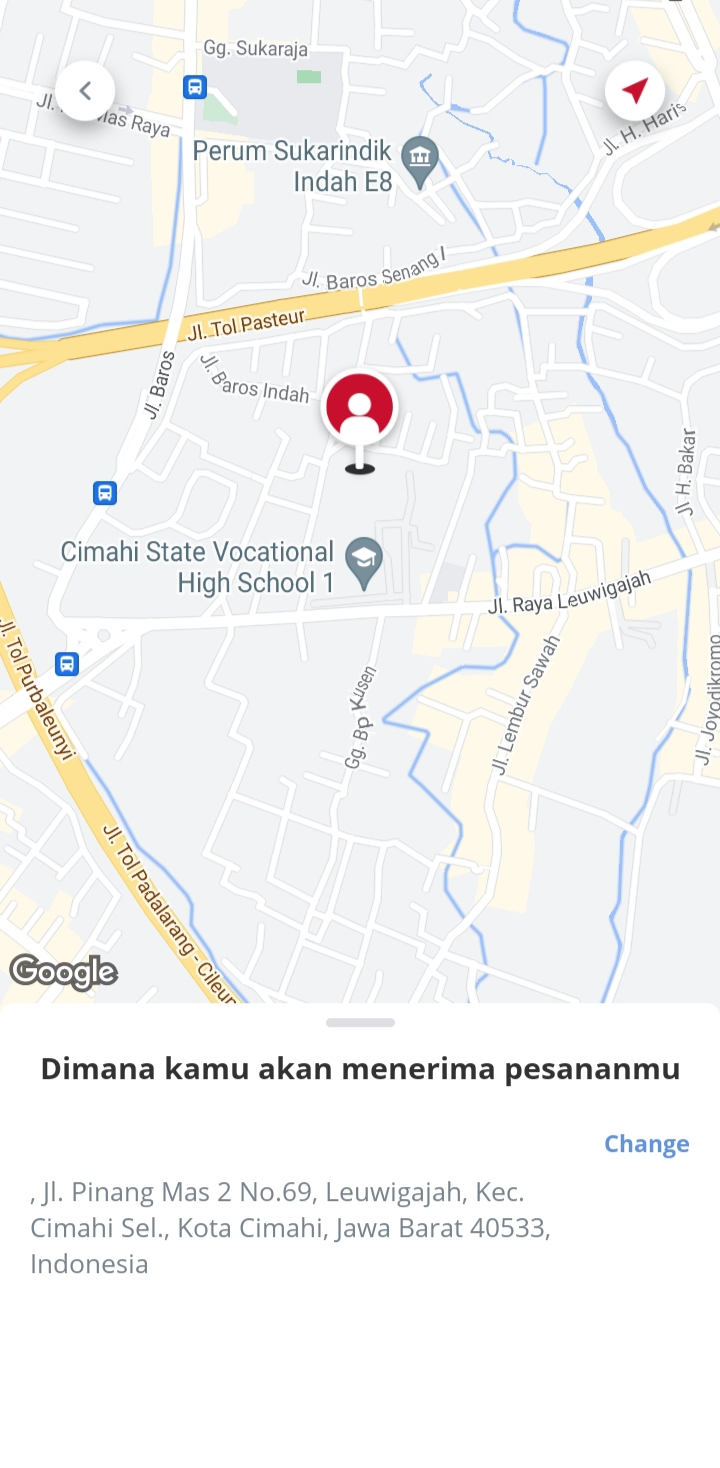 Gg. Sukaraja
Jl.
Mas Raya
Perum Sukarindik
Indah E8
Jl. H. Haris
Jl. Baros Senang I
Jl. Tol Pasteur
Jl. Baros
Jl. Baros Indah
Jl. H. Bakar
Cimahi State Vocational
High School 1
Jl. Raya Leuwigajah
Jl. Tol Purbaleunyi
Gg. Bp Kusen
Jl. Lembur Sawah
Jl. Joyodikromo
Jl. Tol Padalarang - Cileun
Google
Dimana kamu akan menerima pesananmu
Change
, Jl. Pinang Mas 2 No.69, Leuwigajah, Kec.
Cimahi Sel., Kota Cimahi, Jawa Barat 40533,
Indonesia